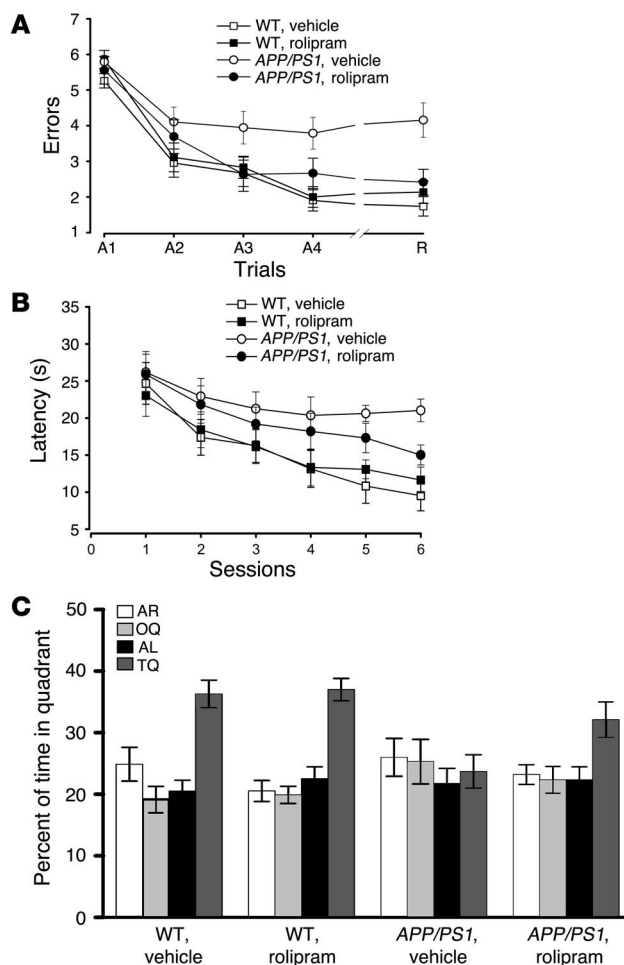 A
WT, vehicle
WT, rolipram
APP/PS1, vehicle
APP/PS1, rolipram
9
8
7
6
5
4
3
2
1
Errors
A1 A2 A3 A4 R
Trials
B
WT, vehicle
WT, rolipram
APP/PS1, vehicle
APP/PS1, rolipram
35
30
25
20
15
10
5
Latency (s)
0 1 2 3 4 5 6
Sessions
C
AR
OQ
AL
TQ
50
40
30
20
10
0
Percent of time in quadrant
WT, WT, APP/PS1, APP/PS1,
vehicle rolipram vehicle rolipram